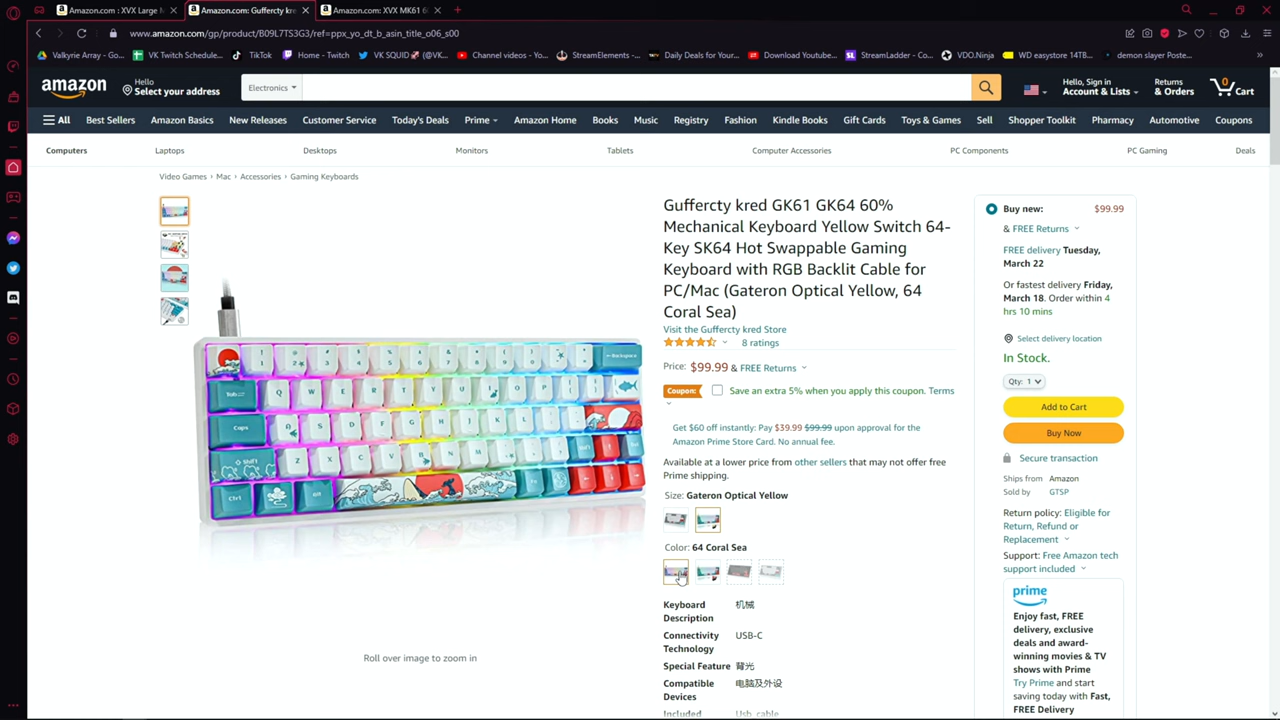 Amazon.com : XVX Large M
Amazon.com: Guffercty kre
Amazon.com: XVX MK61 6
www.amazon.com/gp/product/B09L7TS3G3/ref=ppx_yo_dt_b_asin_title_o06_s00
Valkyrie Array - Go...
VK Twitch Schedule...
TikTok
Home - Twitch
VK SQUID (@VK...
Channel videos - Yo...
StreamElements -...
Daily Deals for Your...
Download Youtube...
StreamLadder - Co...
VDO.Ninja
WD easystore 14TB...
demon slayer Poste...
amazon
Hello
Select your address
Electronics
Hello, Sign in
Account & Lists
Returns
& Orders
0
Cart
All
Best Sellers
Amazon Basics
New Releases
Customer Service
Today's Deals
Prime
Amazon Home
Books
Music
Registry
Fashion
Kindle Books
Gift Cards
Toys & Games
Sell
Shopper Toolkit
Pharmacy
Automotive
Coupons
Computers
Laptops
Desktops
Monitors
Tablets
Computer Accessories
PC Components
PC Gaming
Deals
Video Games › Mac › Accessories › Gaming Keyboards
Backspace
Tab
Q W E R T Y U O P
Caps
S D F G H J K
Shift
Z X C N M
Ctrl
Alt
Fn
Roll over image to zoom in
Guffercty kred GK61 GK64 60%
Mechanical Keyboard Yellow Switch 64-
Key SK64 Hot Swappable Gaming
Keyboard with RGB Backlit Cable for
PC/Mac (Gateron Optical Yellow, 64
Coral Sea)
Visit the Guffercty kred Store
8 ratings
Price: $99.99 & FREE Returns
Coupon: Save an extra 5% when you apply this coupon. Terms
Get $60 off instantly: Pay $39.99 $99.99 upon approval for the
Amazon Prime Store Card. No annual fee.
Available at a lower price from other sellers that may not offer free
Prime shipping.
Size: Gateron Optical Yellow
Color: 64 Coral Sea
Keyboard Description 机械
Connectivity Technology USB-C
Special Feature 背光
Compatible Devices 电脑及外设
Included Usb cable
Buy new: $99.99
& FREE Returns
FREE delivery Tuesday,
March 22
Or fastest delivery Friday,
March 18. Order within 4
hrs 10 mins
Select delivery location
In Stock.
Qty: 1
Add to Cart
Buy Now
Secure transaction
Ships from Amazon
Sold by GTSP
Return policy: Eligible for
Return, Refund or
Replacement
Support: Free Amazon tech
support included
prime
Enjoy fast, FREE
delivery, exclusive
deals and award-
winning movies & TV
shows with Prime
Try Prime and start
saving today with Fast,
FREE Delivery